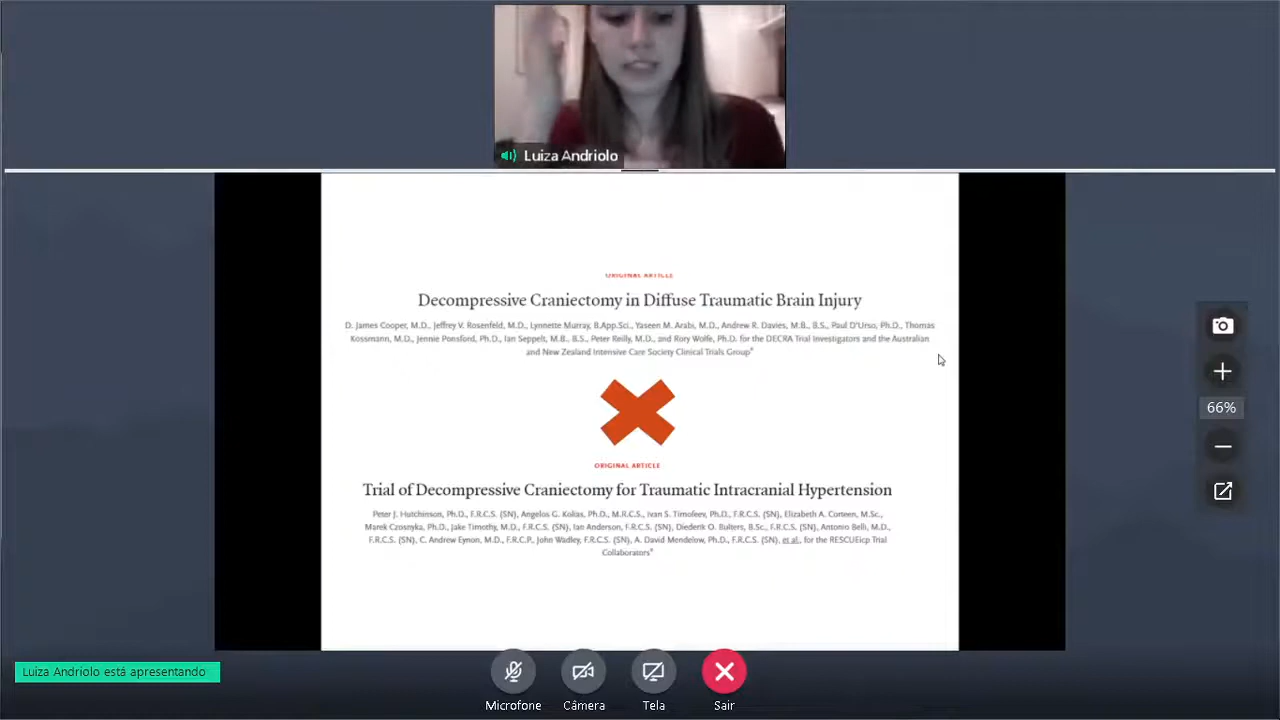 Luiza Andriolo
ORIGINAL ARTICLE
Decompressive Craniectomy in Diffuse Traumatic Brain Injury
D. James Cooper, M.D., Jeffrey V. Rosenfeld, M.D., Lynnette Murray, B.App.Sci., Yaseen M. Arabi, M.D., Andrew R. Davies, M.B., B.S., Paul D'Urso, Ph.D., Thomas
Kossmann, M.D., Jennie Ponsford, Ph.D., Ian Seppelt, M.B., B.S., Peter Reilly, M.D., and Rory Wolfe, Ph.D. for the DECRA Trial Investigators and the Australian
and New Zealand Intensive Care Society Clinical Trials Group*
66%
ORIGINAL ARTICLE
Trial of Decompressive Craniectomy for Traumatic Intracranial Hypertension
Peter J. Hutchinson, Ph.D., F.R.C.S. (SN), Angelos G. Kolias, Ph.D., M.R.C.S., Ivan S. Timofeev, Ph.D., F.R.C.S. (SN), Elizabeth A. Corteen, M.Sc.,
Marek Czosnyka, Ph.D., Jake Timothy, M.D., F.R.C.S. (SN), Ian Anderson, F.R.C.S. (SN), Diederik O. Bulters, B.Sc., F.R.C.S. (SN), Antonio Belli, M.D.,
F.R.C.S. (SN), C. Andrew Eynon, M.D., F.R.C.P., John Wadley, F.R.C.S. (SN), A. David Mendelow, Ph.D., F.R.C.S. (SN), et al., for the RESCUEicp Trial
Collaborators*
Luiza Andriolo está apresentando
Microfone
Câmera
Tela
Sair